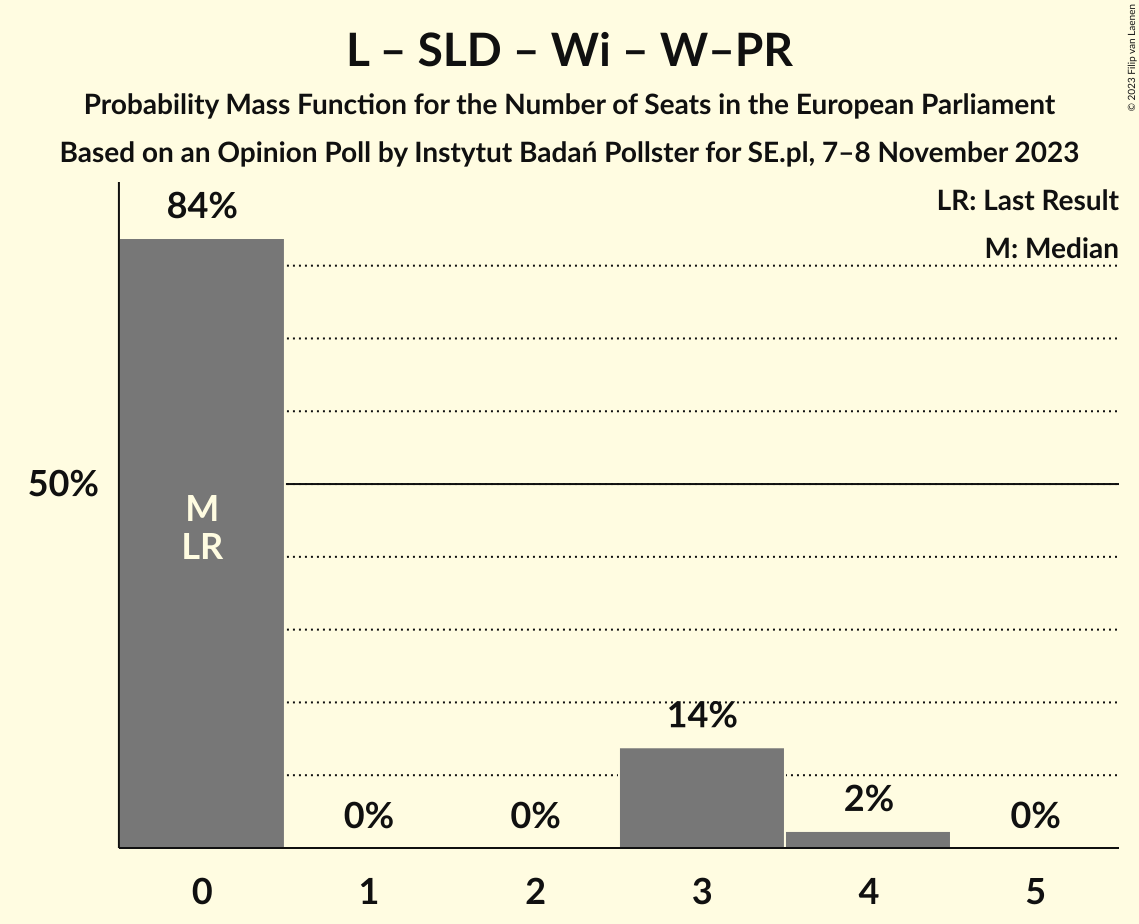 L – SLD – Wi – W–PR
Probability Mass Function for the Number of Seats in the European Parliament
Based on an Opinion Poll by Instytut Badań Pollster for SE.pl, 7–8 November 2023
© 2023 Filip van Laenen
LR: Last Result
M: Median
84%
50%
M
LR
14%
0%
0%
2%
0%
0
1
2
3
4
5